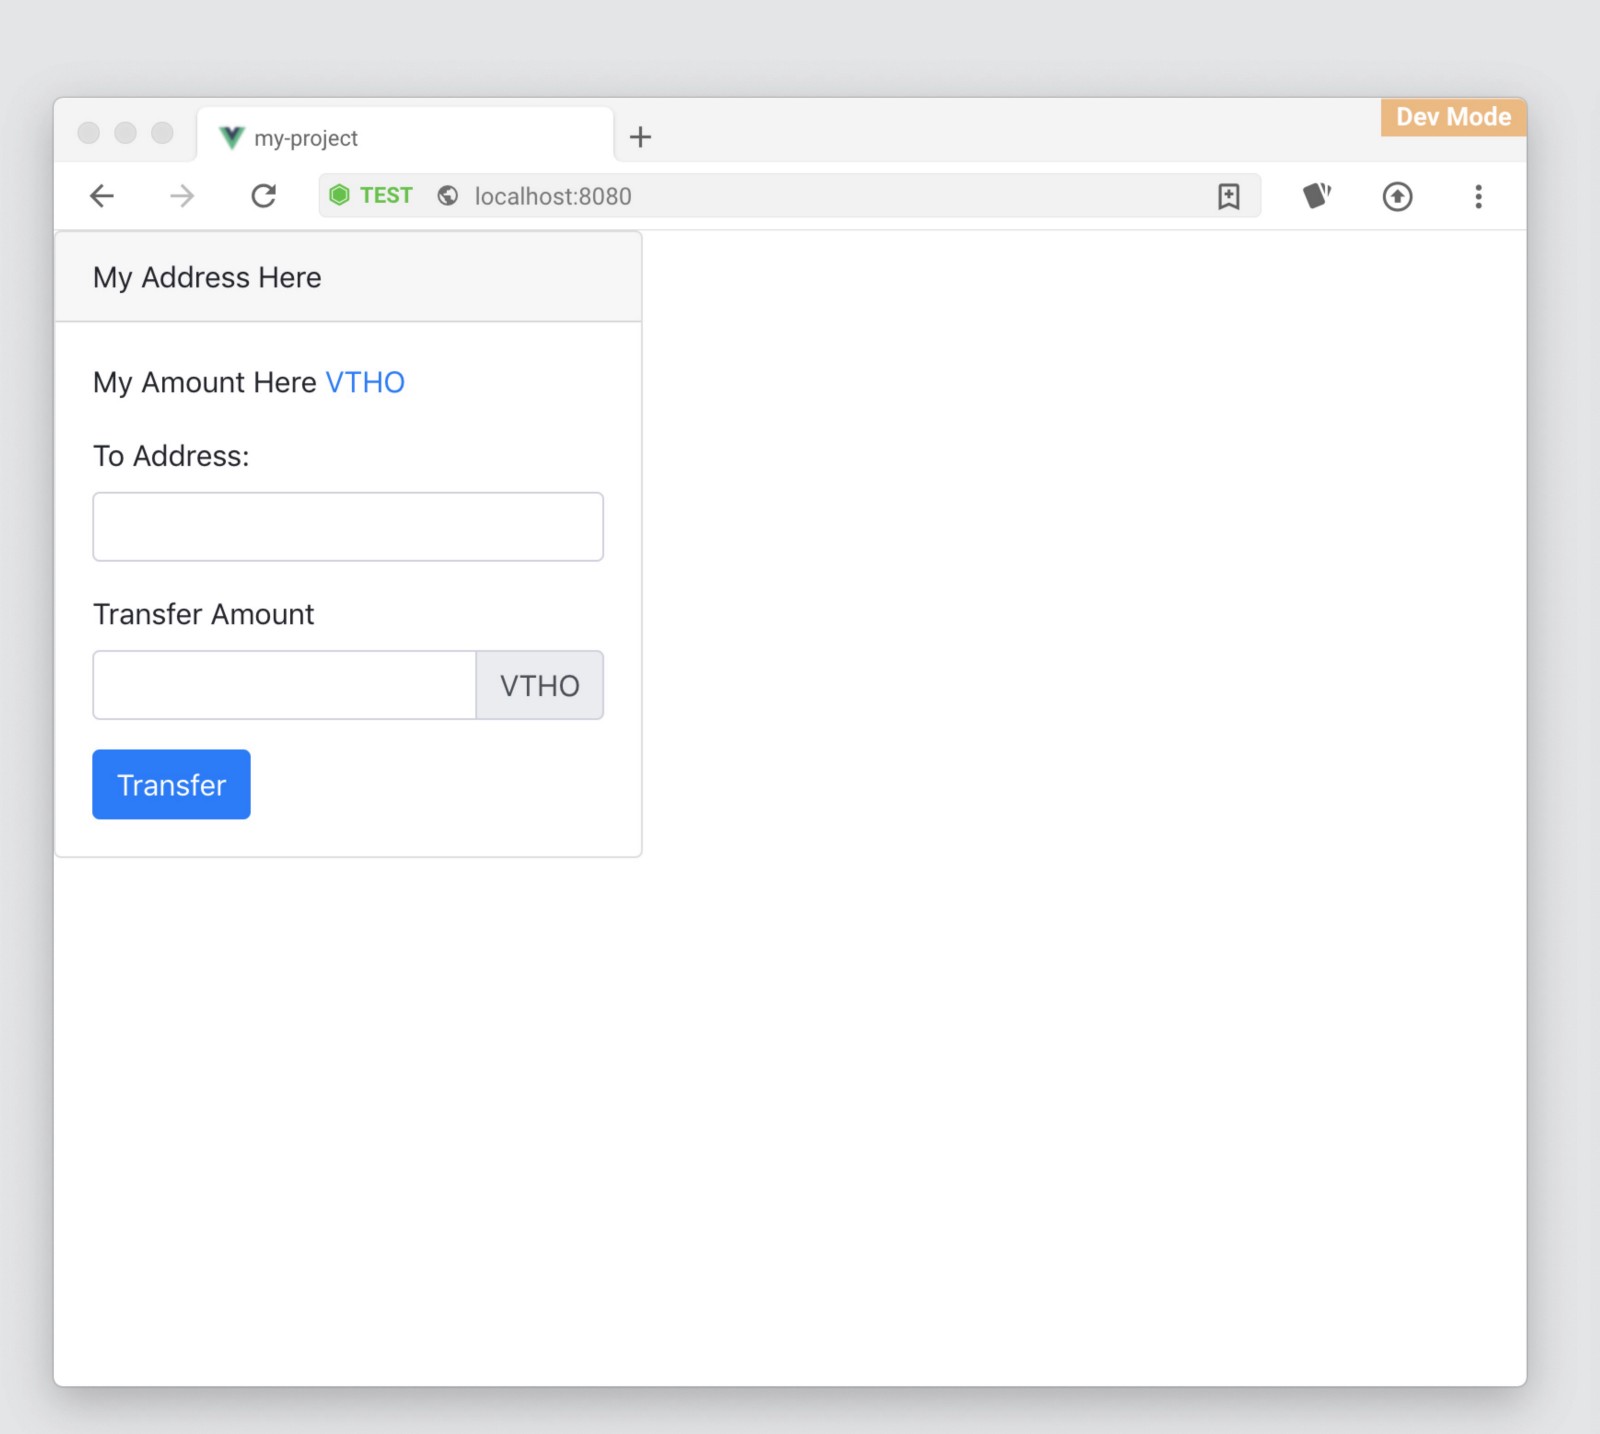 my-project
Dev Mode
TEST localhost:8080
My Address Here
My Amount Here VTHO
To Address:
Transfer Amount
VTHO
Transfer